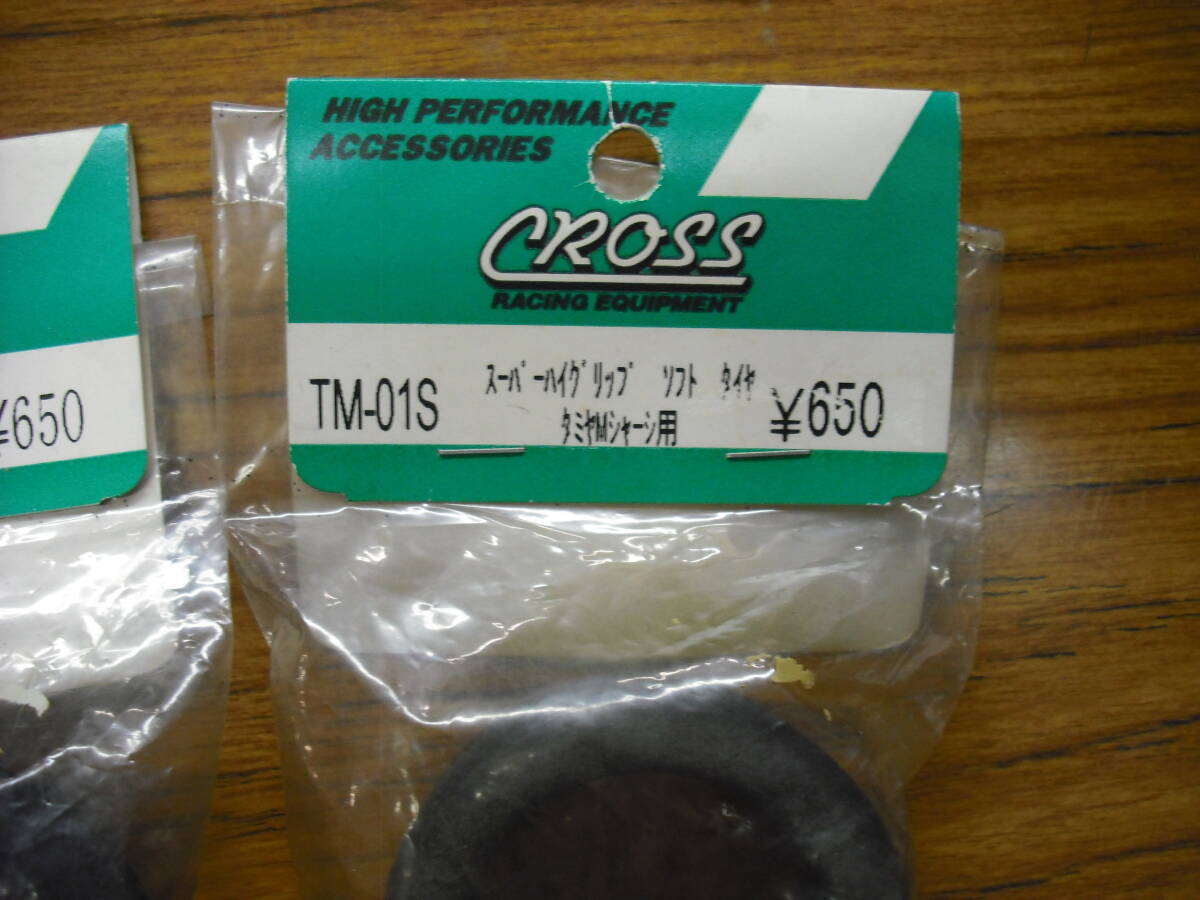 HIGH PERFORMANCE
ACCESSORIES
CROSS
RACING EQUIPMENT
TM-01S ｽｰﾊﾟｰﾊｲｸﾞﾘｯﾌﾟ ｿﾌﾄ ﾀｲﾔ ¥650
ﾀﾐﾔMｼｬｰｼ用
¥650